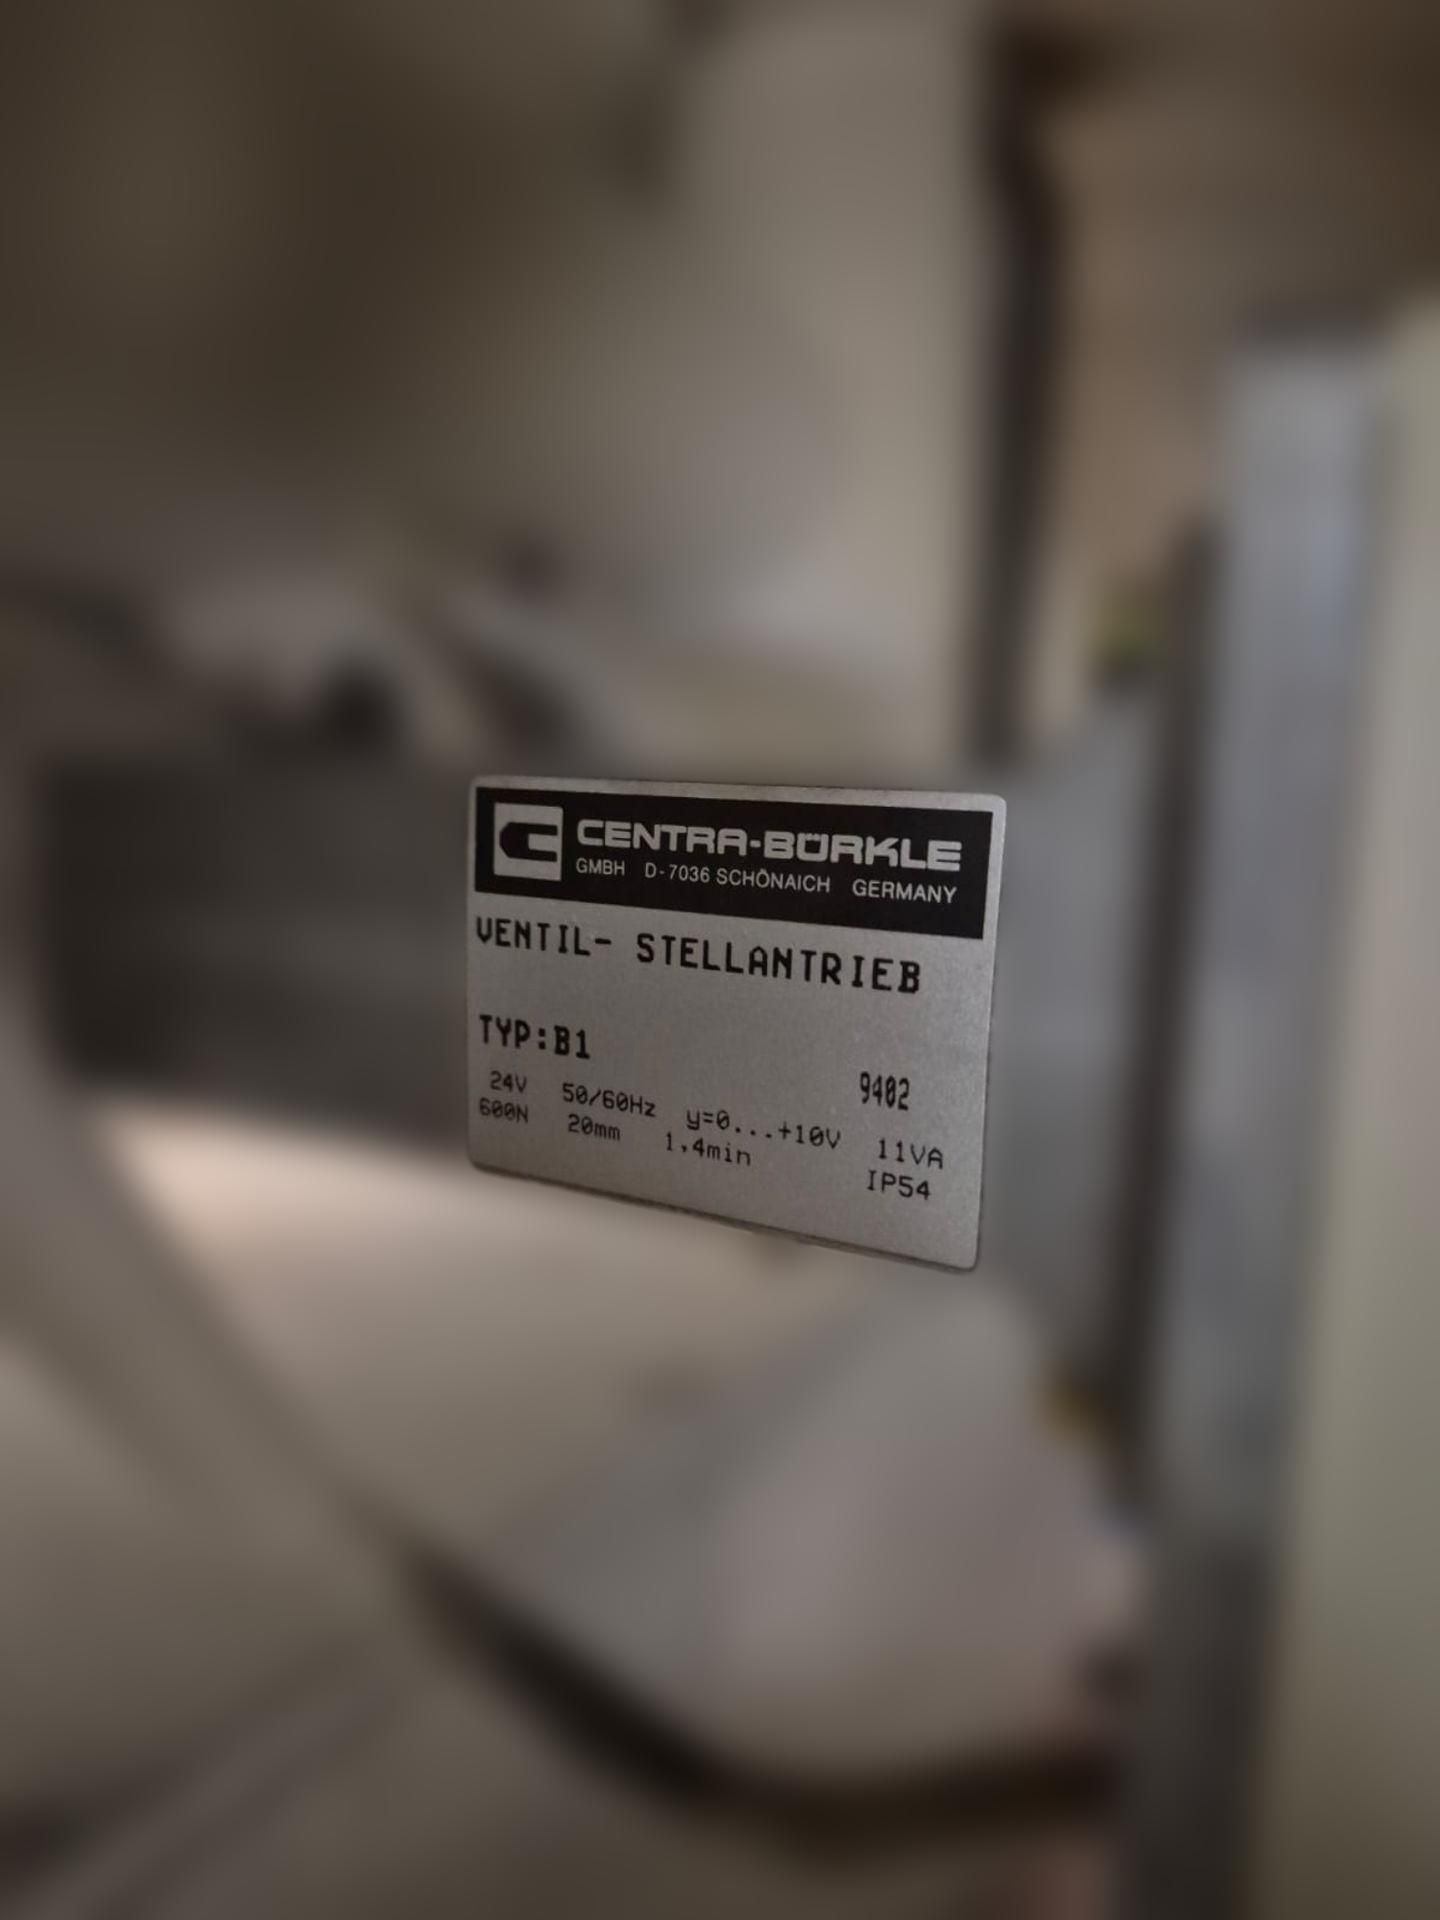 CENTRA-BÜRKLE
GMBH D-7036 SCHÖNAICH GERMANY
VENTIL- STELLANTRIEB
TYP:B1
9402
24V 50/60Hz y=0...+10V 11VA
600N 20mm 1,4min IP54